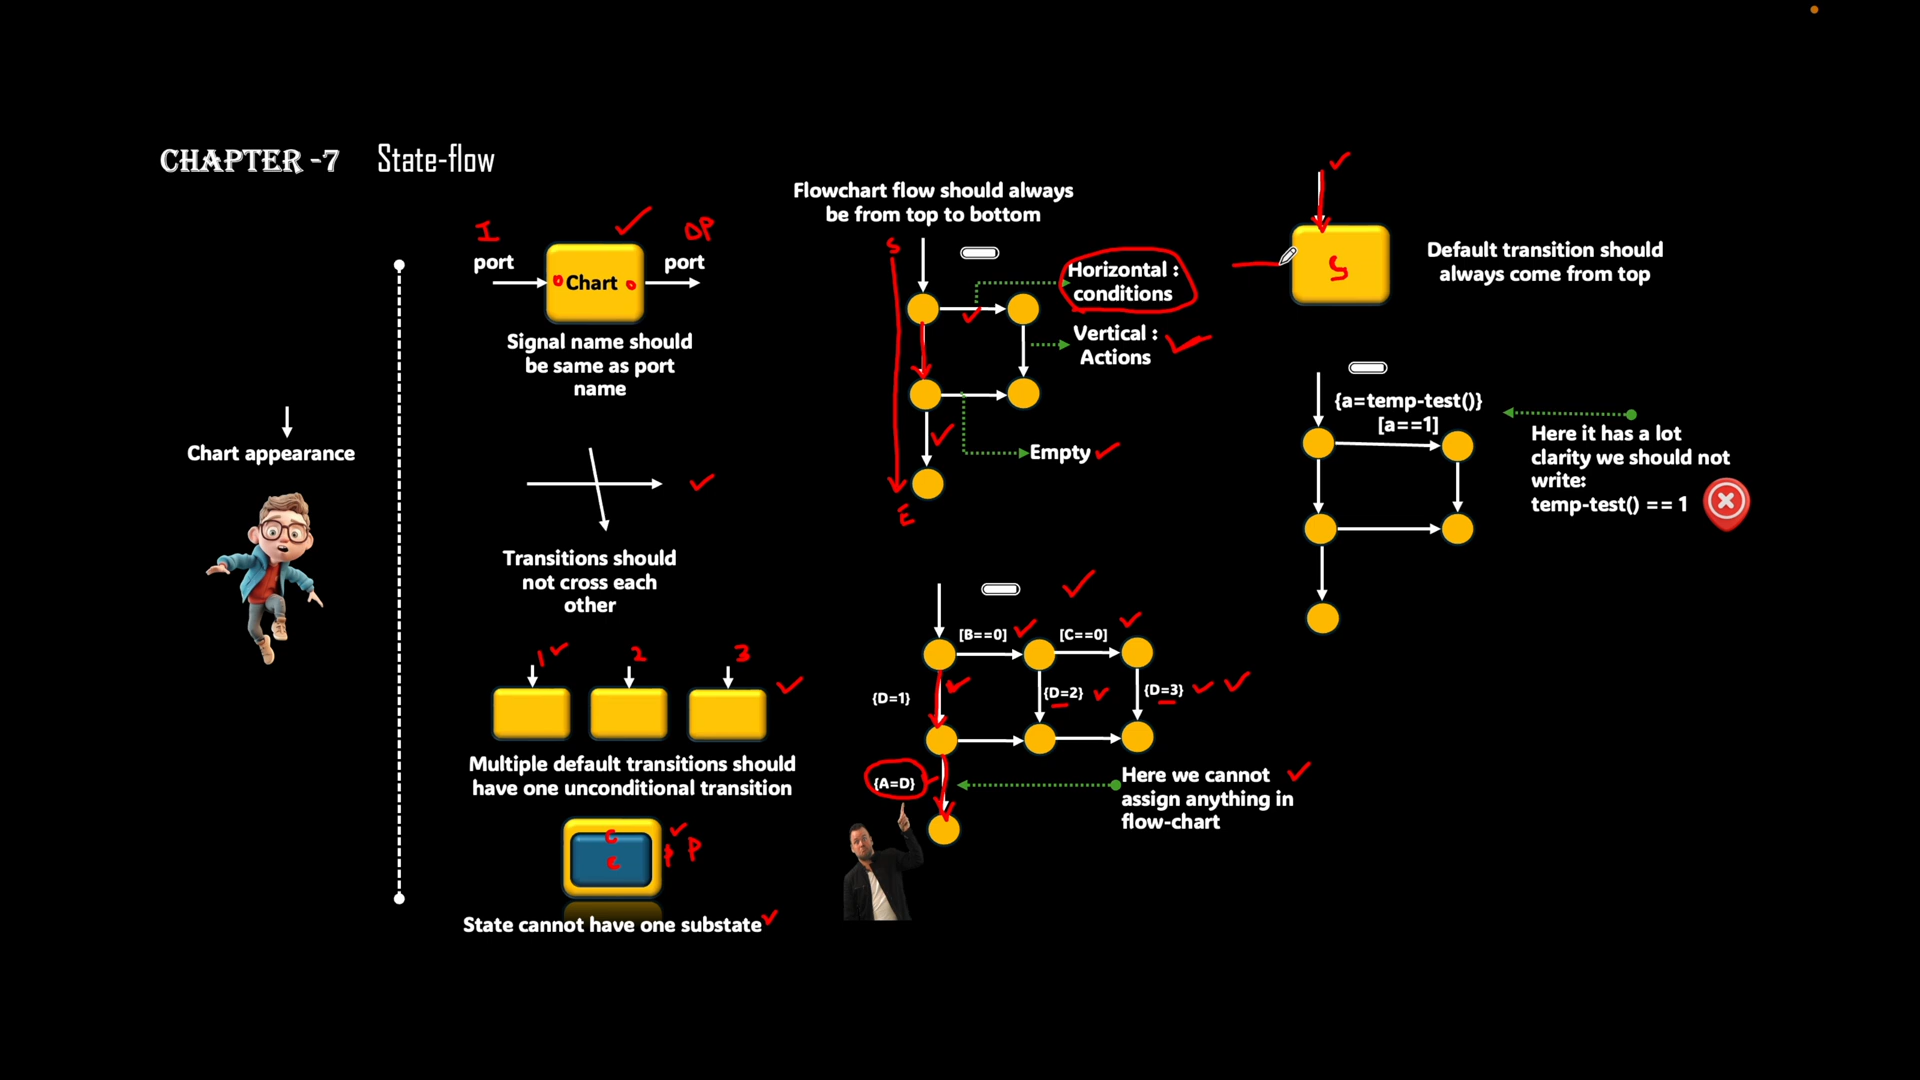 CHAPTER -7 State-flow
Chart appearance
I
OP
port
port
Chart
Signal name should
be same as port
name
Transitions should
not cross each
other
1
2
3
Multiple default transitions should
have one unconditional transition
C
C
P
State cannot have one substate
Flowchart flow should always
be from top to bottom
S
E
Horizontal :
conditions
Vertical :
Actions
Empty
[B==0]
[C==0]
{D=1}
{D=2}
{D=3}
{A=D}
Here we cannot
assign anything in
flow-chart
S
Default transition should
always come from top
{a=temp-test()}
[a==1]
Here it has a lot
clarity we should not
write:
temp-test() == 1